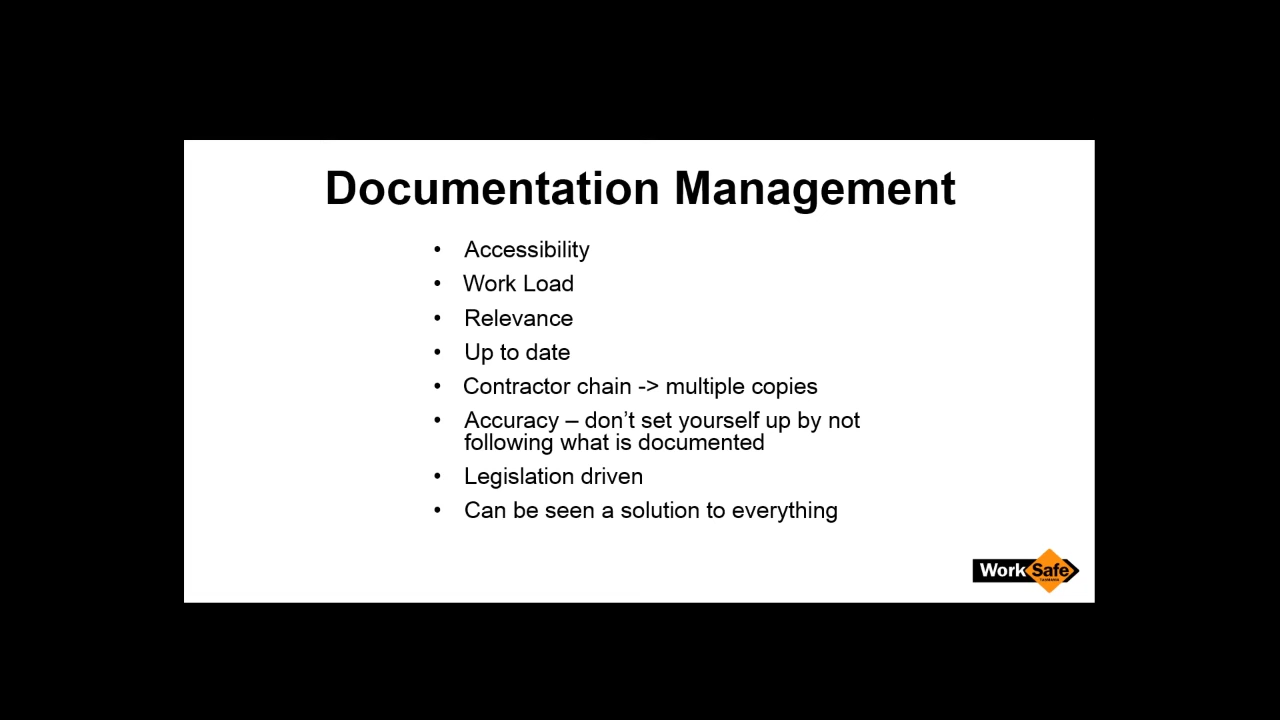 Documentation Management
• Accessibility
• Work Load
• Relevance
• Up to date
• Contractor chain -> multiple copies
• Accuracy – don’t set yourself up by not
following what is documented
• Legislation driven
• Can be seen a solution to everything
WorkSafe
TASMANIA